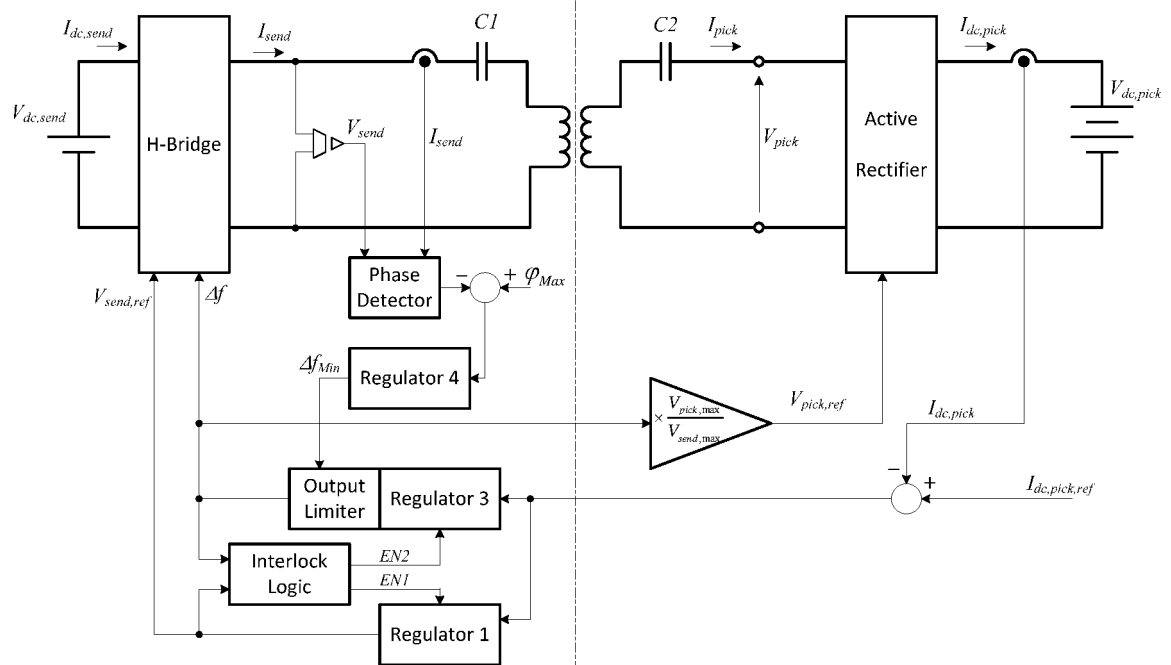 I_dc,send
I_send
C1
C2
I_pick
I_dc,pick
V_dc,send
H-Bridge
V_send
I_send
V_pick
Active
Rectifier
V_dc,pick
V_send,ref
Δf
Phase
Detector
−
+
φ_Max
Δf_Min
Regulator 4
× V_pick,max
V_send,max
V_pick,ref
I_dc,pick
−
+
I_dc,pick,ref
Output
Limiter
Regulator 3
Interlock
Logic
EN2
EN1
Regulator 1